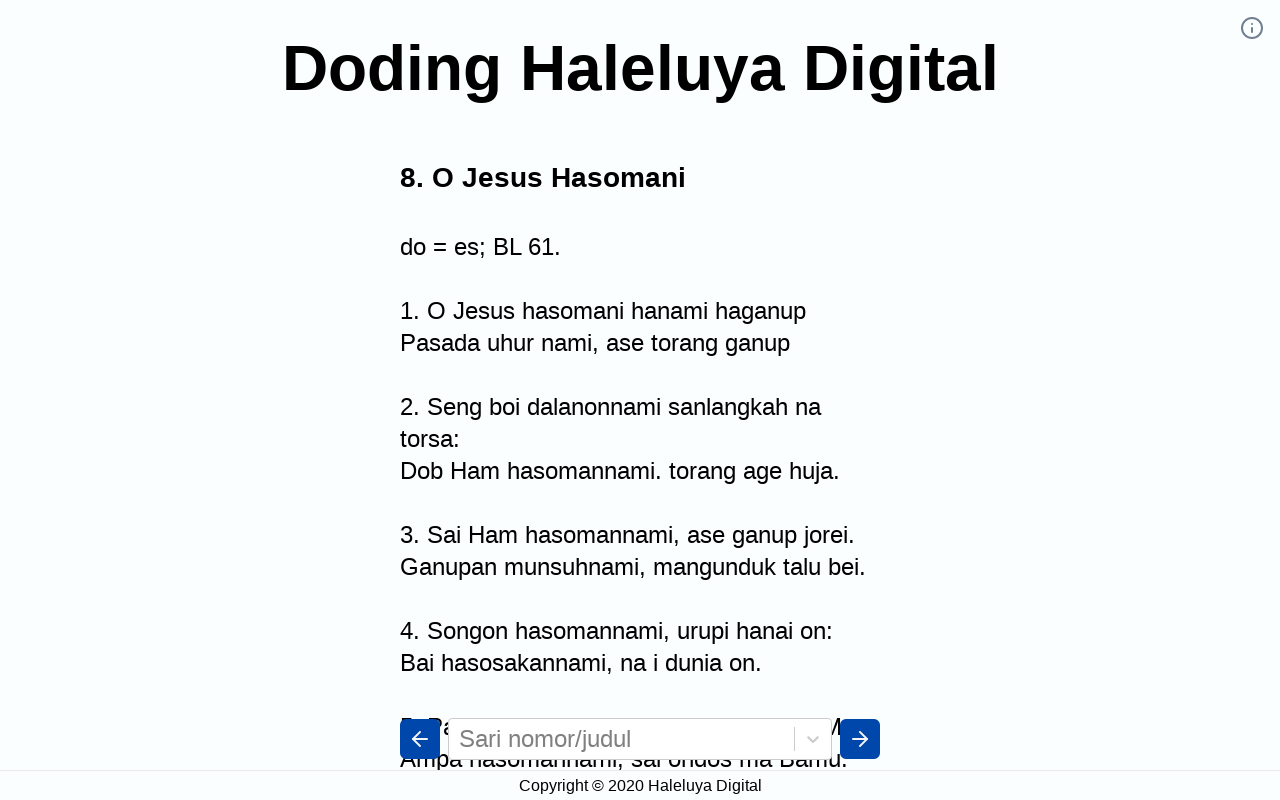 Doding Haleluya Digital
8. O Jesus Hasomani
do = es; BL 61.
1. O Jesus hasomani hanami haganup
Pasada uhur nami, ase torang ganup
2. Seng boi dalanonnami sanlangkah na
torsa:
Dob Ham hasomannami. torang age huja.
3. Sai Ham hasomannami, ase ganup jorei.
Ganupan munsuhnami, mangunduk talu bei.
4. Songon hasomannami, urupi hanai on:
Bai hasosakannami, na i dunia on.
Sari nomor/judul
Ampa hasomannami, sai ondos ma Bamu.
Copyright © 2020 Haleluya Digital